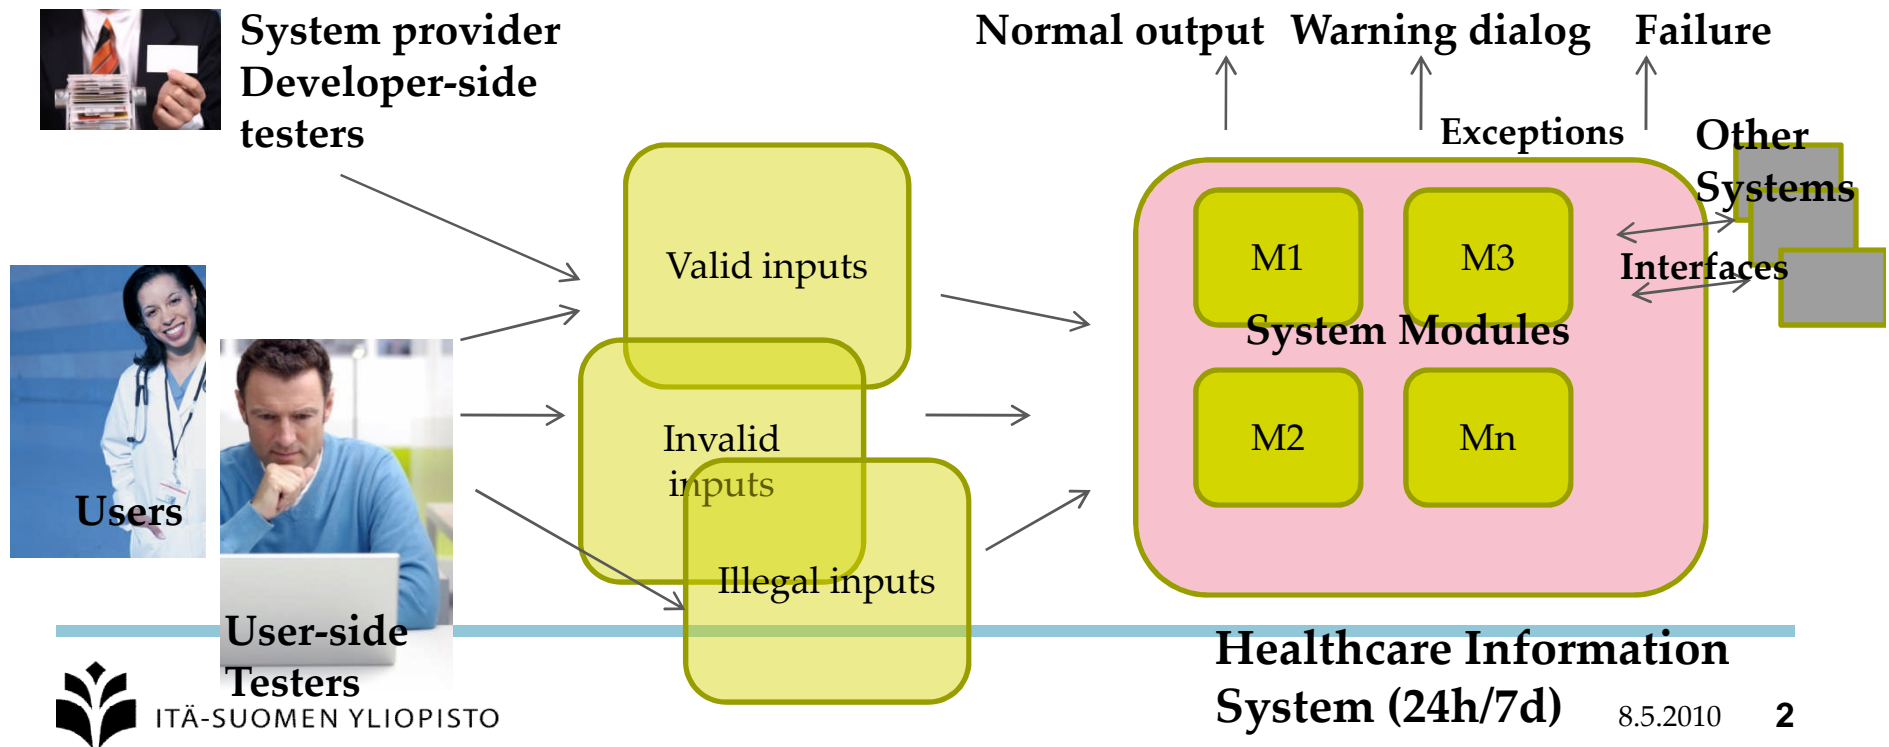 System provider
Developer-side
testers
Normal output
Warning dialog
Failure
Exceptions
Other
Systems
Interfaces
Valid inputs
Invalid
inputs
Illegal inputs
M1
M3
System Modules
M2
Mn
Users
User-side
Testers
Healthcare Information
System (24h/7d)
ITÄ-SUOMEN YLIOPISTO
8.5.2010
2